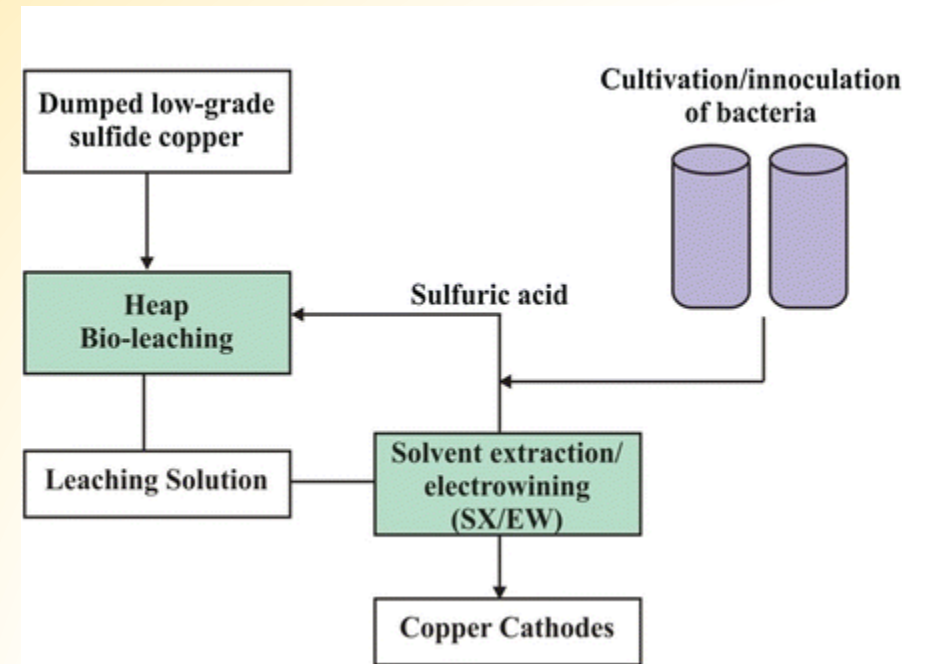 Dumped low-grade
sulfide copper
Cultivation/innoculation
of bacteria
Heap
Bio-leaching
Sulfuric acid
Leaching Solution
Solvent extraction/
electrowining
(SX/EW)
Copper Cathodes